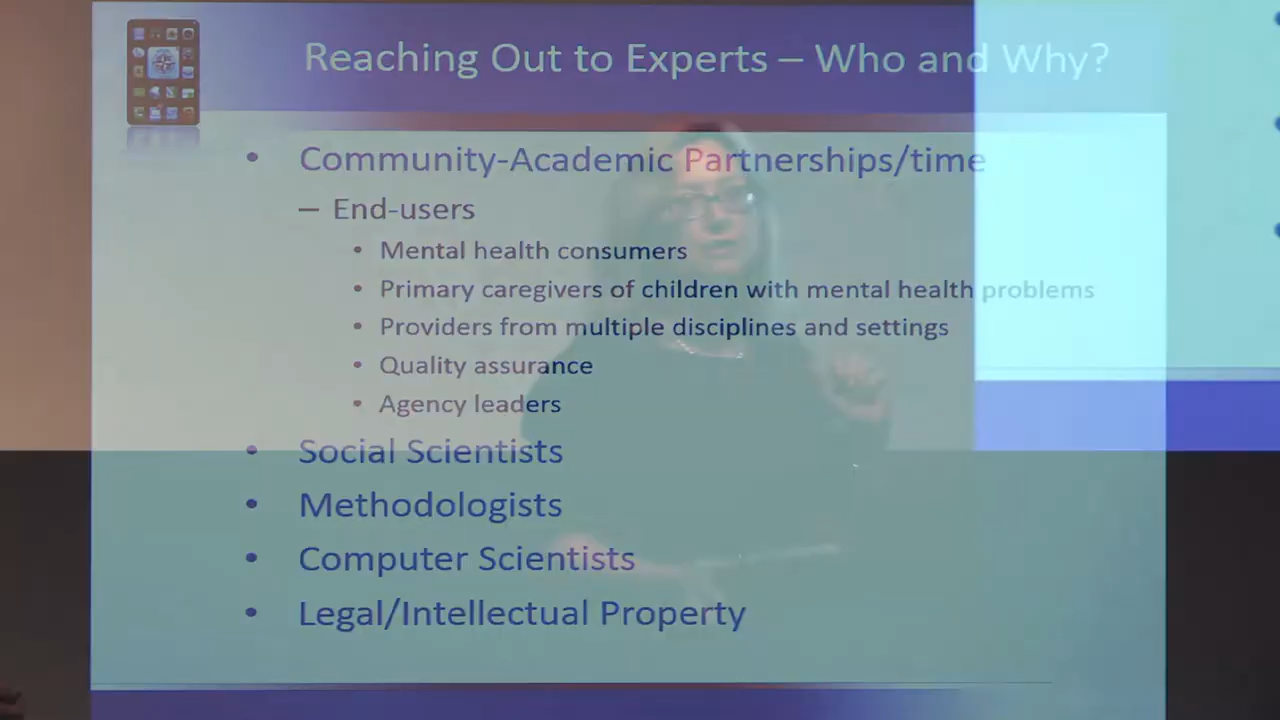 Reaching Out to Experts – Who and Why?
• Community-Academic Partnerships/time
– End-users
• Mental health consumers
• Primary caregivers of children with mental health problems
• Providers from multiple disciplines and settings
• Quality assurance
• Agency leaders
• Social Scientists
• Methodologists
• Computer Scientists
• Legal/Intellectual Property